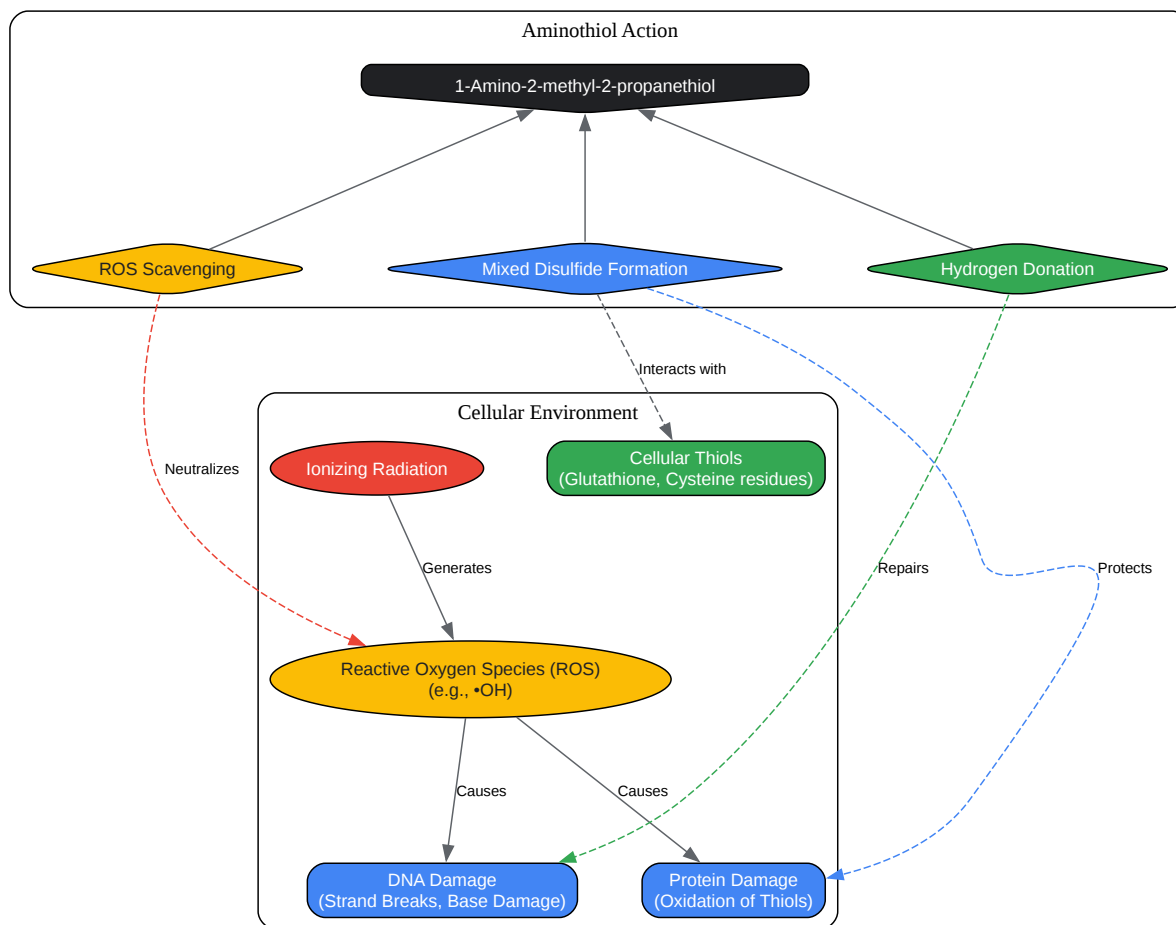 Aminothiol Action
1-Amino-2-methyl-2-propanethiol
ROS Scavenging
Mixed Disulfide Formation
Hydrogen Donation
Interacts with
Cellular Environment
Ionizing Radiation
Cellular Thiols
(Glutathione, Cysteine residues)
Neutralizes
Generates
Repairs
Protects
Reactive Oxygen Species (ROS)
(e.g., •OH)
Causes
Causes
DNA Damage
(Strand Breaks, Base Damage)
Protein Damage
(Oxidation of Thiols)